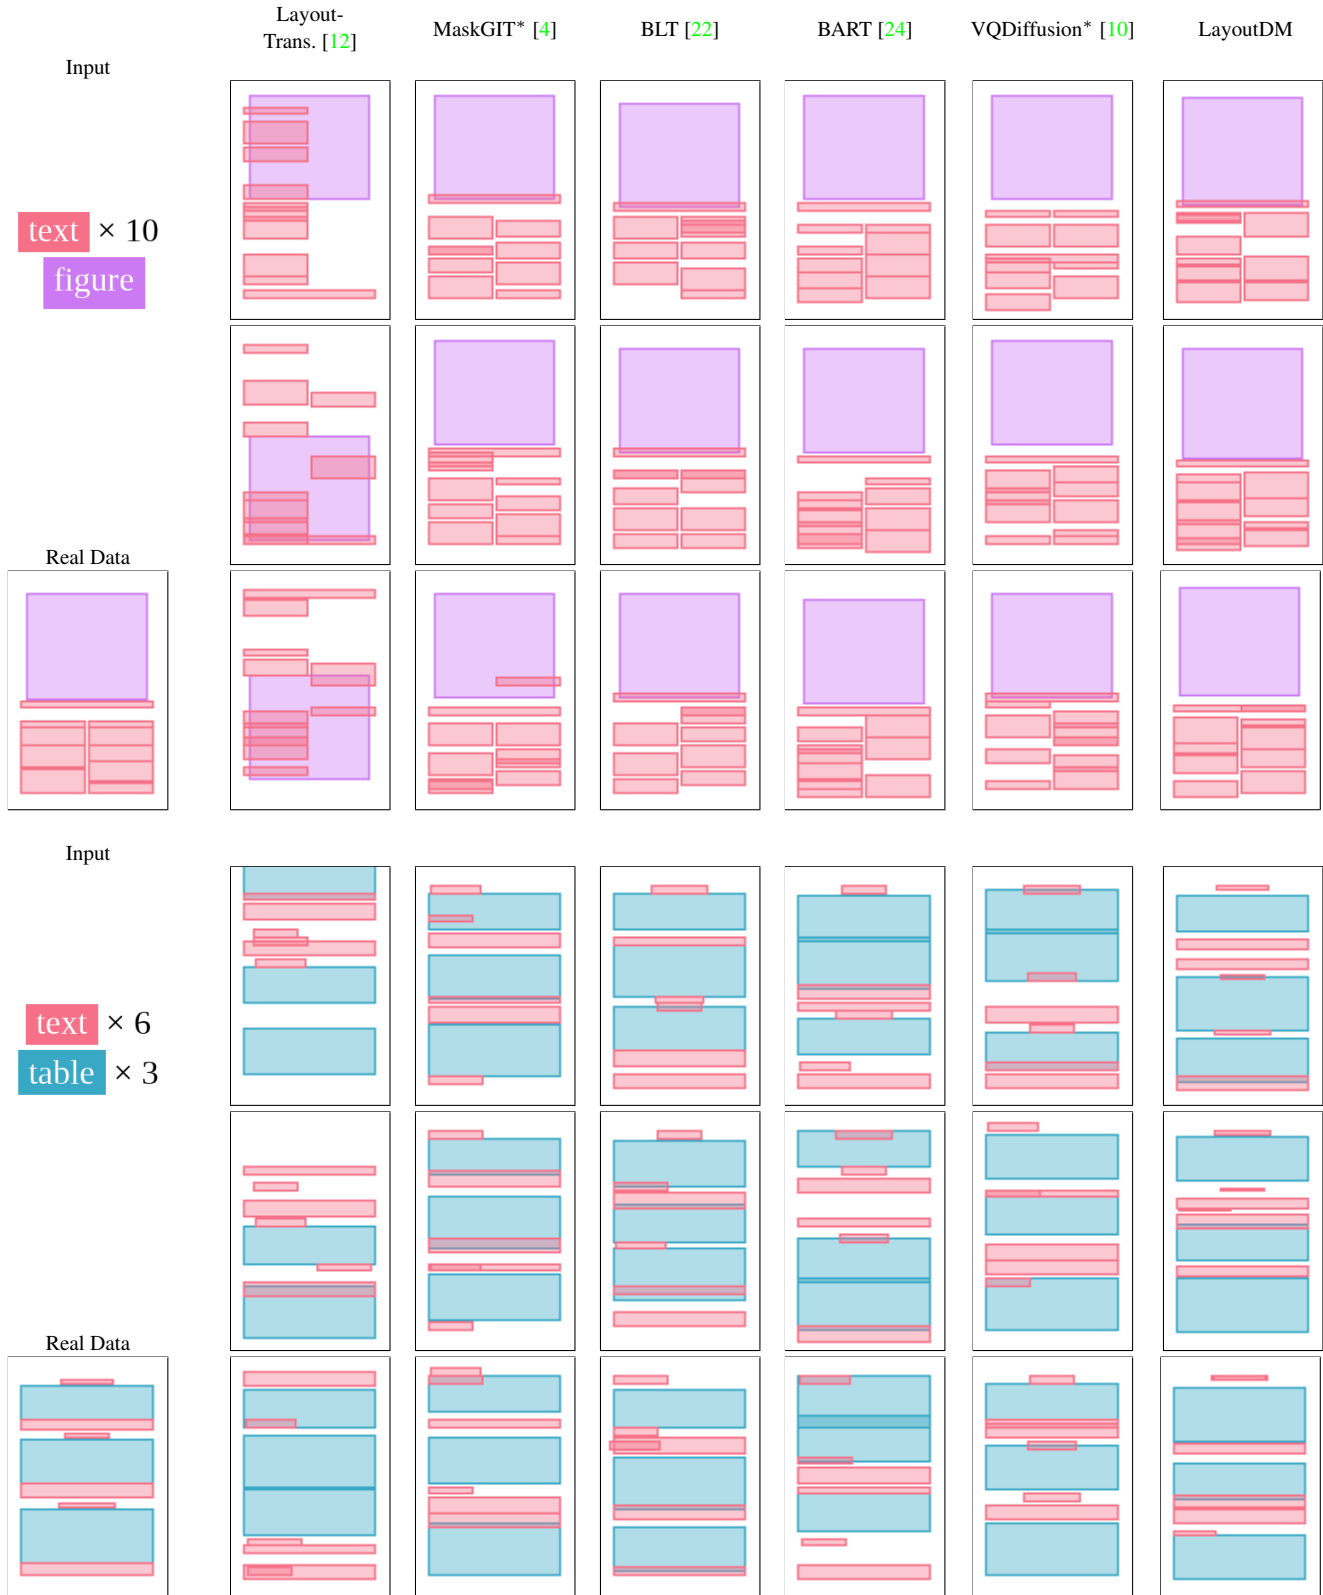 Layout-
Trans. [12]
MaskGIT* [4]
BLT [22]
BART [24]
VQDiffusion* [10]
LayoutDM
Input
text × 10
figure
Real Data
Input
text × 6
table × 3
Real Data